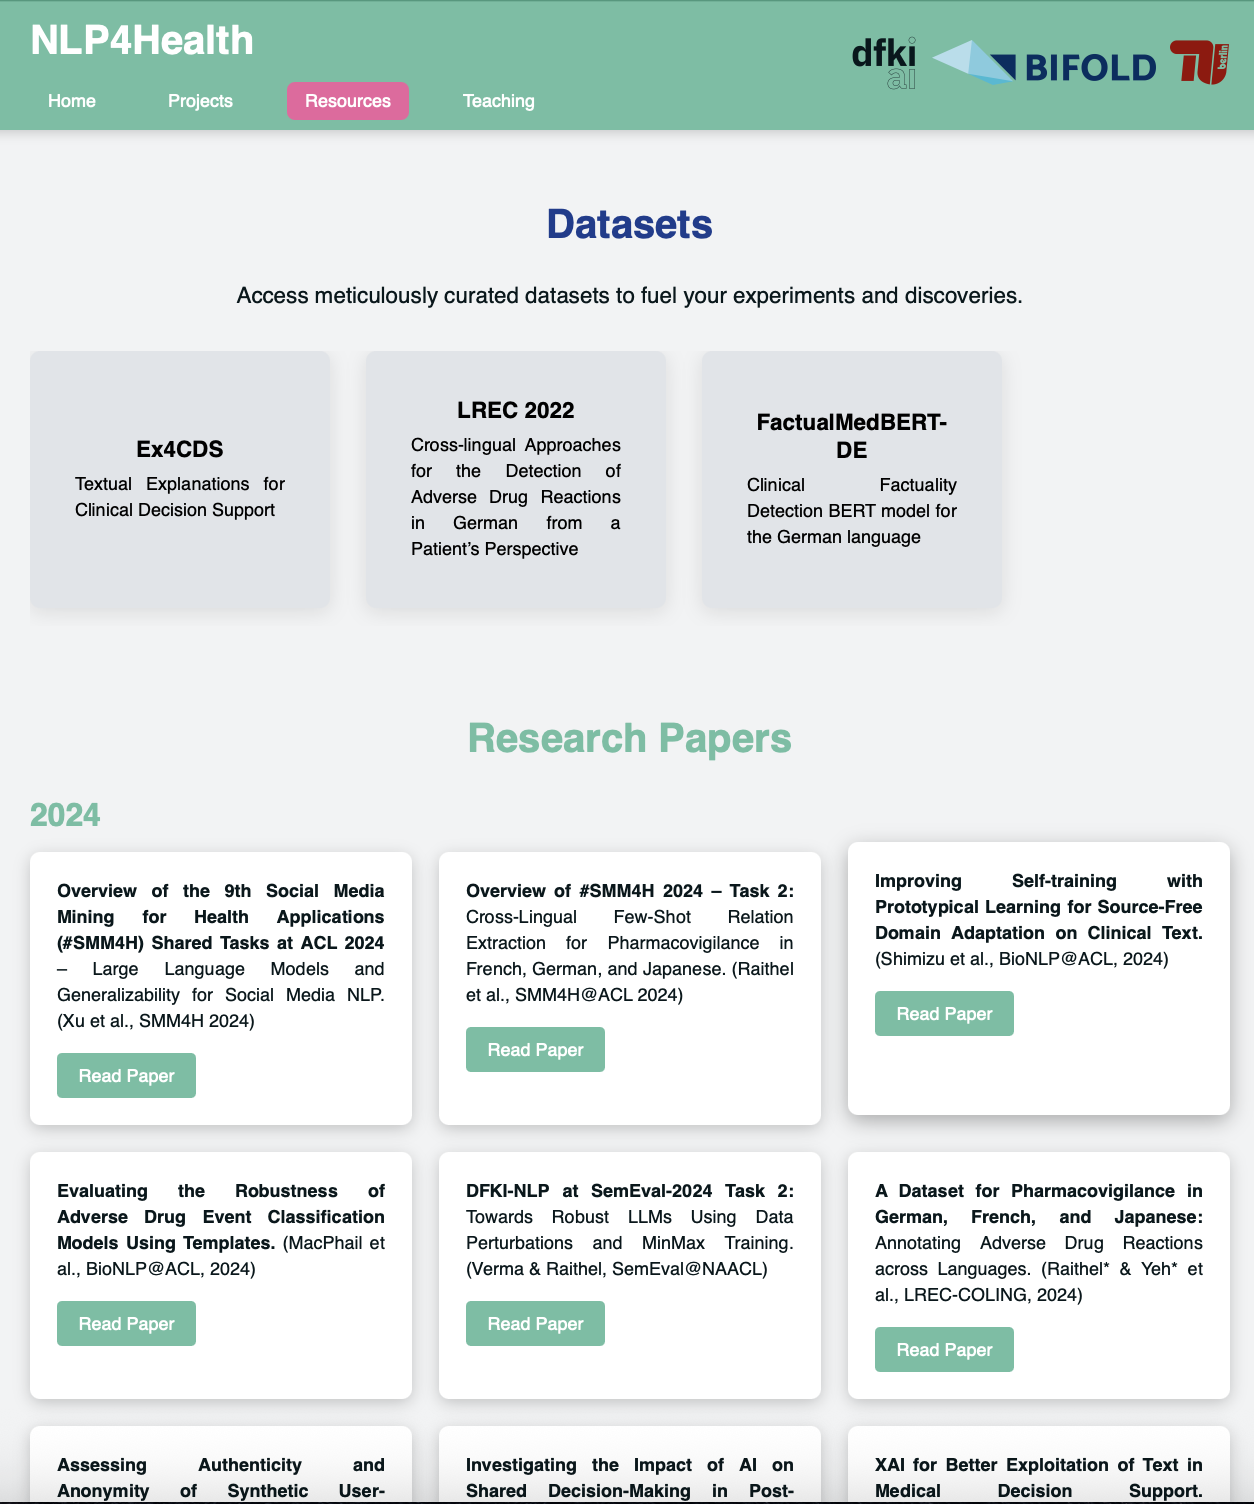 NLP4Health
dfki
ai
BIFOLD
TU
berlin
Home
Projects
Resources
Teaching
Datasets
Access meticulously curated datasets to fuel your experiments and discoveries.
Ex4CDS
Textual Explanations for
Clinical Decision Support
LREC 2022
Cross-lingual Approaches
for the Detection of
Adverse Drug Reactions
in German from a
Patient’s Perspective
FactualMedBERT-
DE
Clinical Factuality
Detection BERT model for
the German language
Research Papers
2024
Overview of the 9th Social Media
Mining for Health Applications
(#SMM4H) Shared Tasks at ACL 2024
– Large Language Models and
Generalizability for Social Media NLP.
(Xu et al., SMM4H 2024)
Read Paper
Overview of #SMM4H 2024 – Task 2:
Cross-Lingual Few-Shot Relation
Extraction for Pharmacovigilance in
French, German, and Japanese. (Raithel
et al., SMM4H@ACL 2024)
Read Paper
Improving Self-training with
Prototypical Learning for Source-Free
Domain Adaptation on Clinical Text.
(Shimizu et al., BioNLP@ACL, 2024)
Read Paper
Evaluating the Robustness of
Adverse Drug Event Classification
Models Using Templates. (MacPhail et
al., BioNLP@ACL, 2024)
Read Paper
DFKI-NLP at SemEval-2024 Task 2:
Towards Robust LLMs Using Data
Perturbations and MinMax Training.
(Verma & Raithel, SemEval@NAACL)
Read Paper
A Dataset for Pharmacovigilance in
German, French, and Japanese:
Annotating Adverse Drug Reactions
across Languages. (Raithel* & Yeh* et
al., LREC-COLING, 2024)
Read Paper
Assessing Authenticity and
Anonymity of Synthetic User-
Investigating the Impact of AI on
Shared Decision-Making in Post-
XAI for Better Exploitation of Text in
Medical Decision Support.